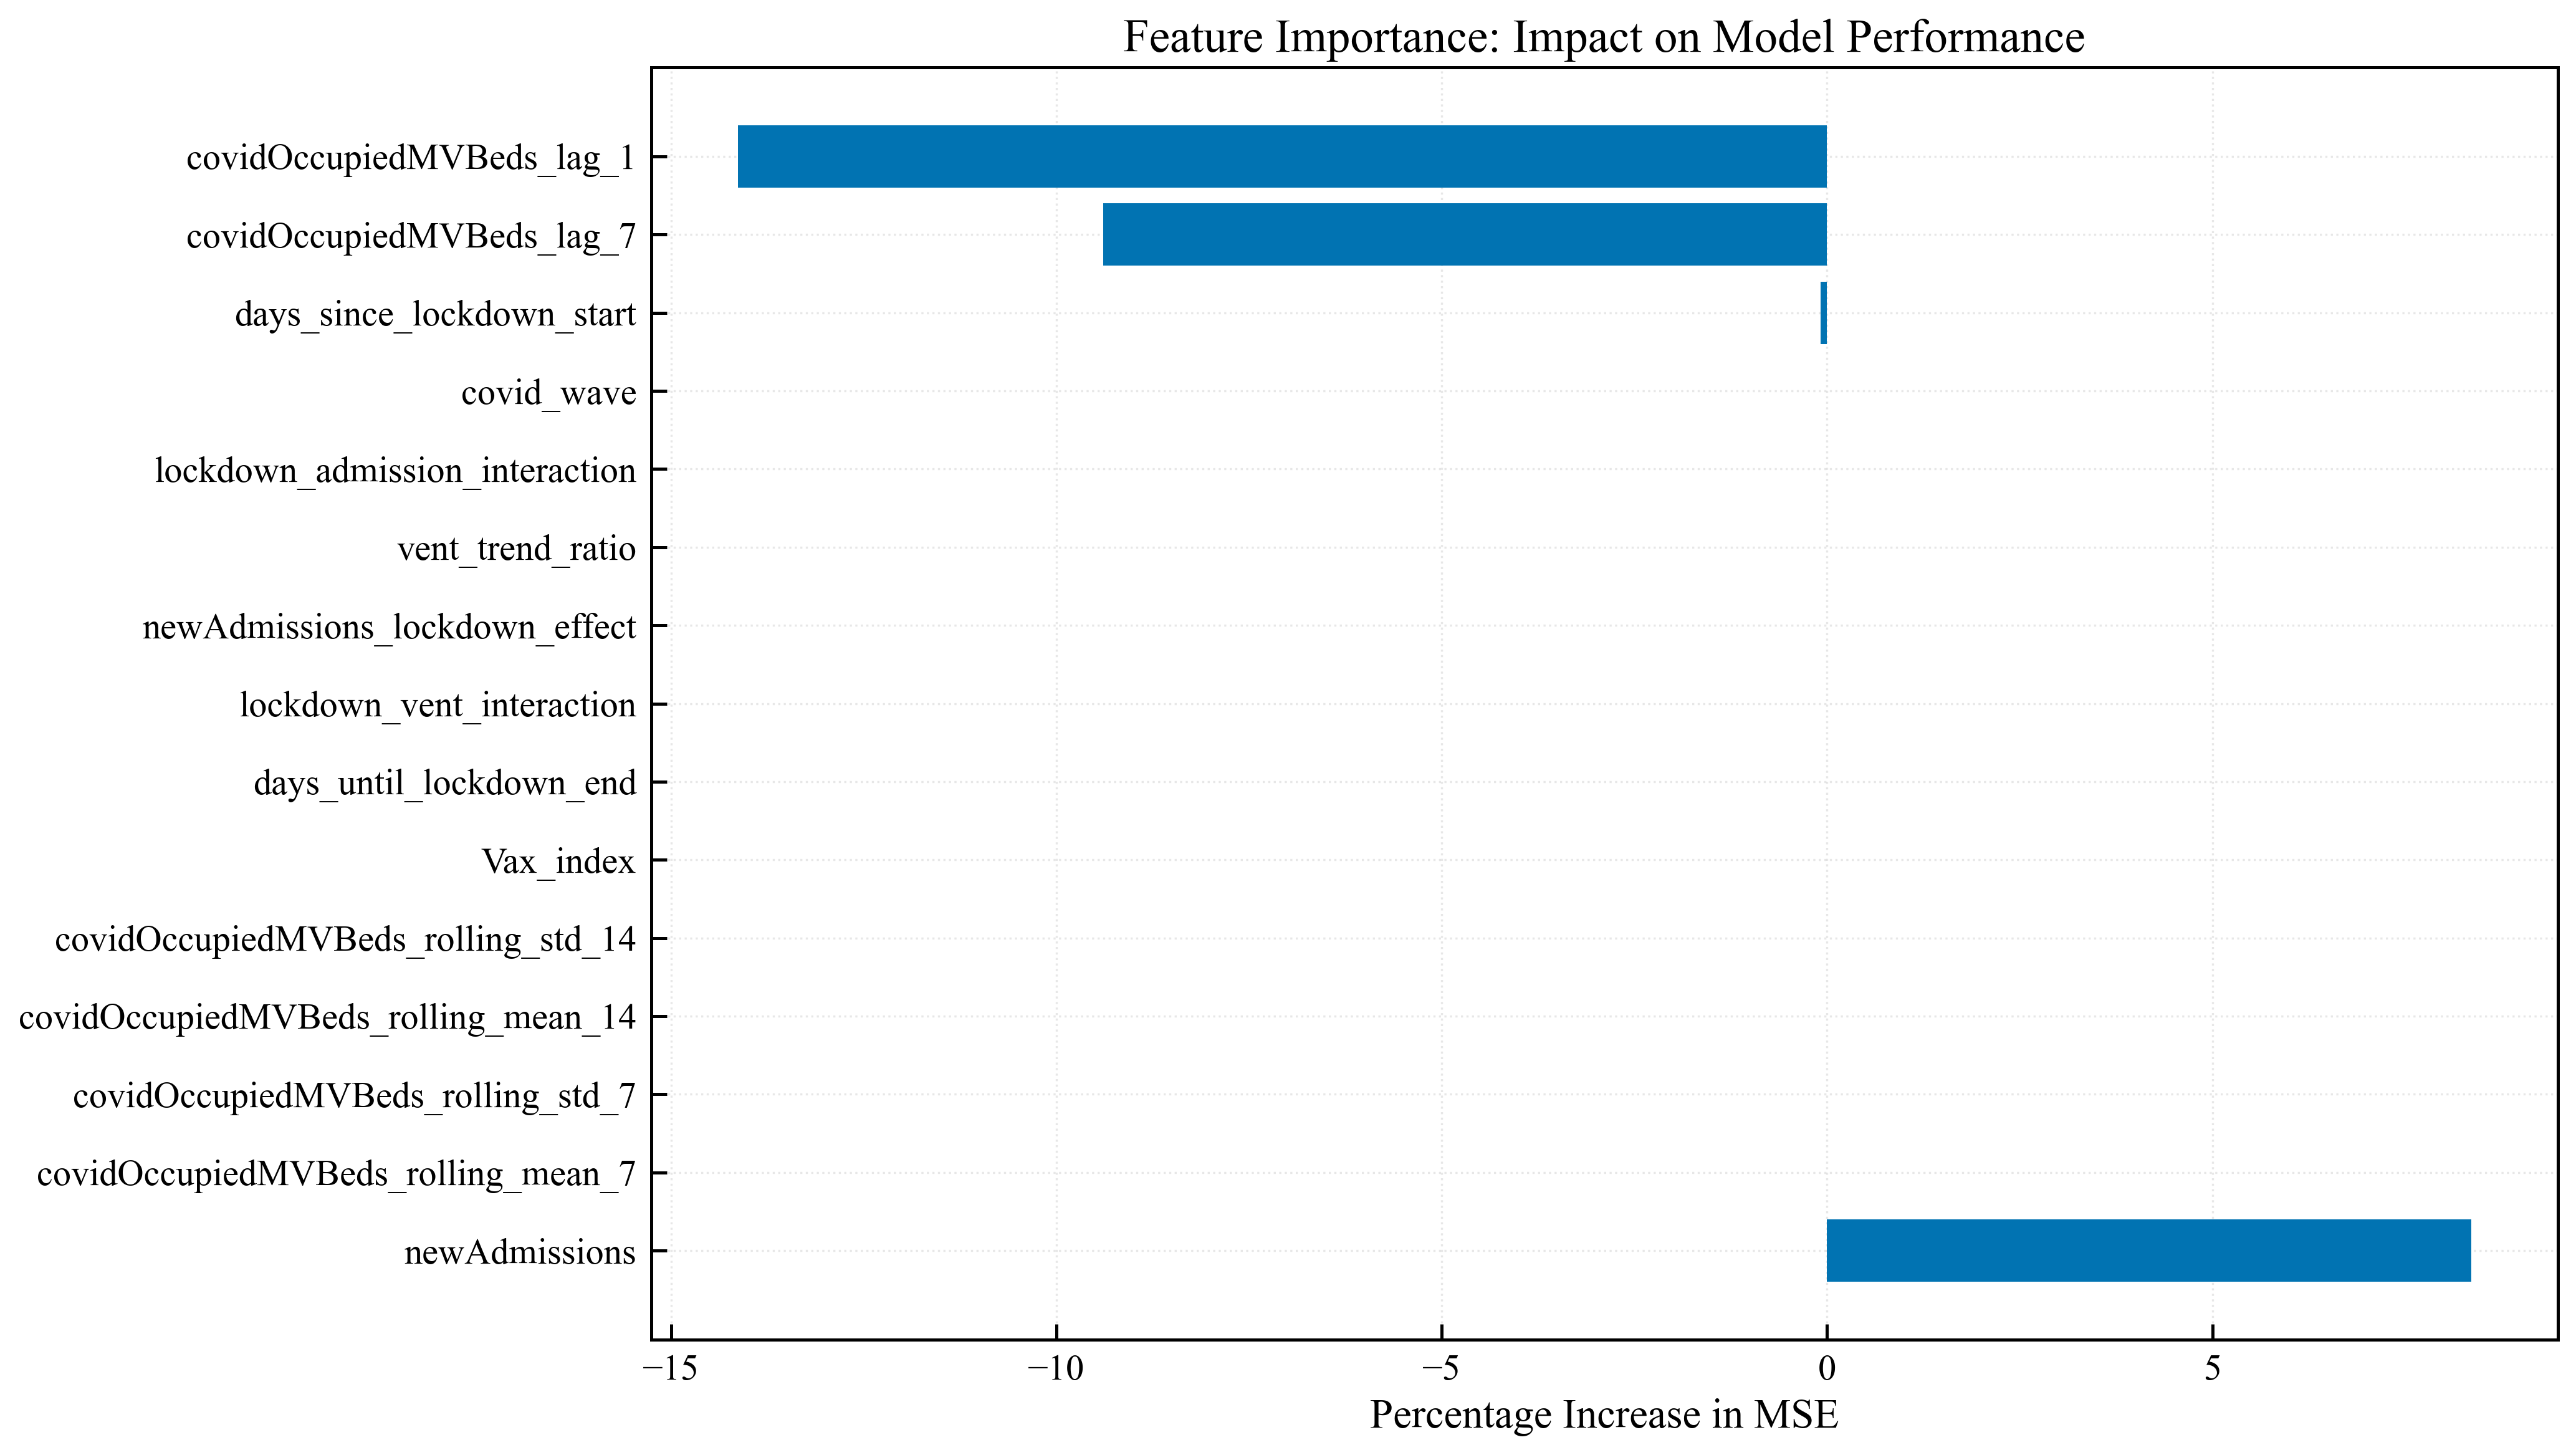 Feature Importance: Impact on Model Performance
covidOccupiedMVBeds_lag_1
covidOccupiedMVBeds_lag_7
days_since_lockdown_start
covid_wave
lockdown_admission_interaction
vent_trend_ratio
newAdmissions_lockdown_effect
lockdown_vent_interaction
days_until_lockdown_end
Vax_index
covidOccupiedMVBeds_rolling_std_14
covidOccupiedMVBeds_rolling_mean_14
covidOccupiedMVBeds_rolling_std_7
covidOccupiedMVBeds_rolling_mean_7
newAdmissions
−15 −10 −5 0 5
Percentage Increase in MSE